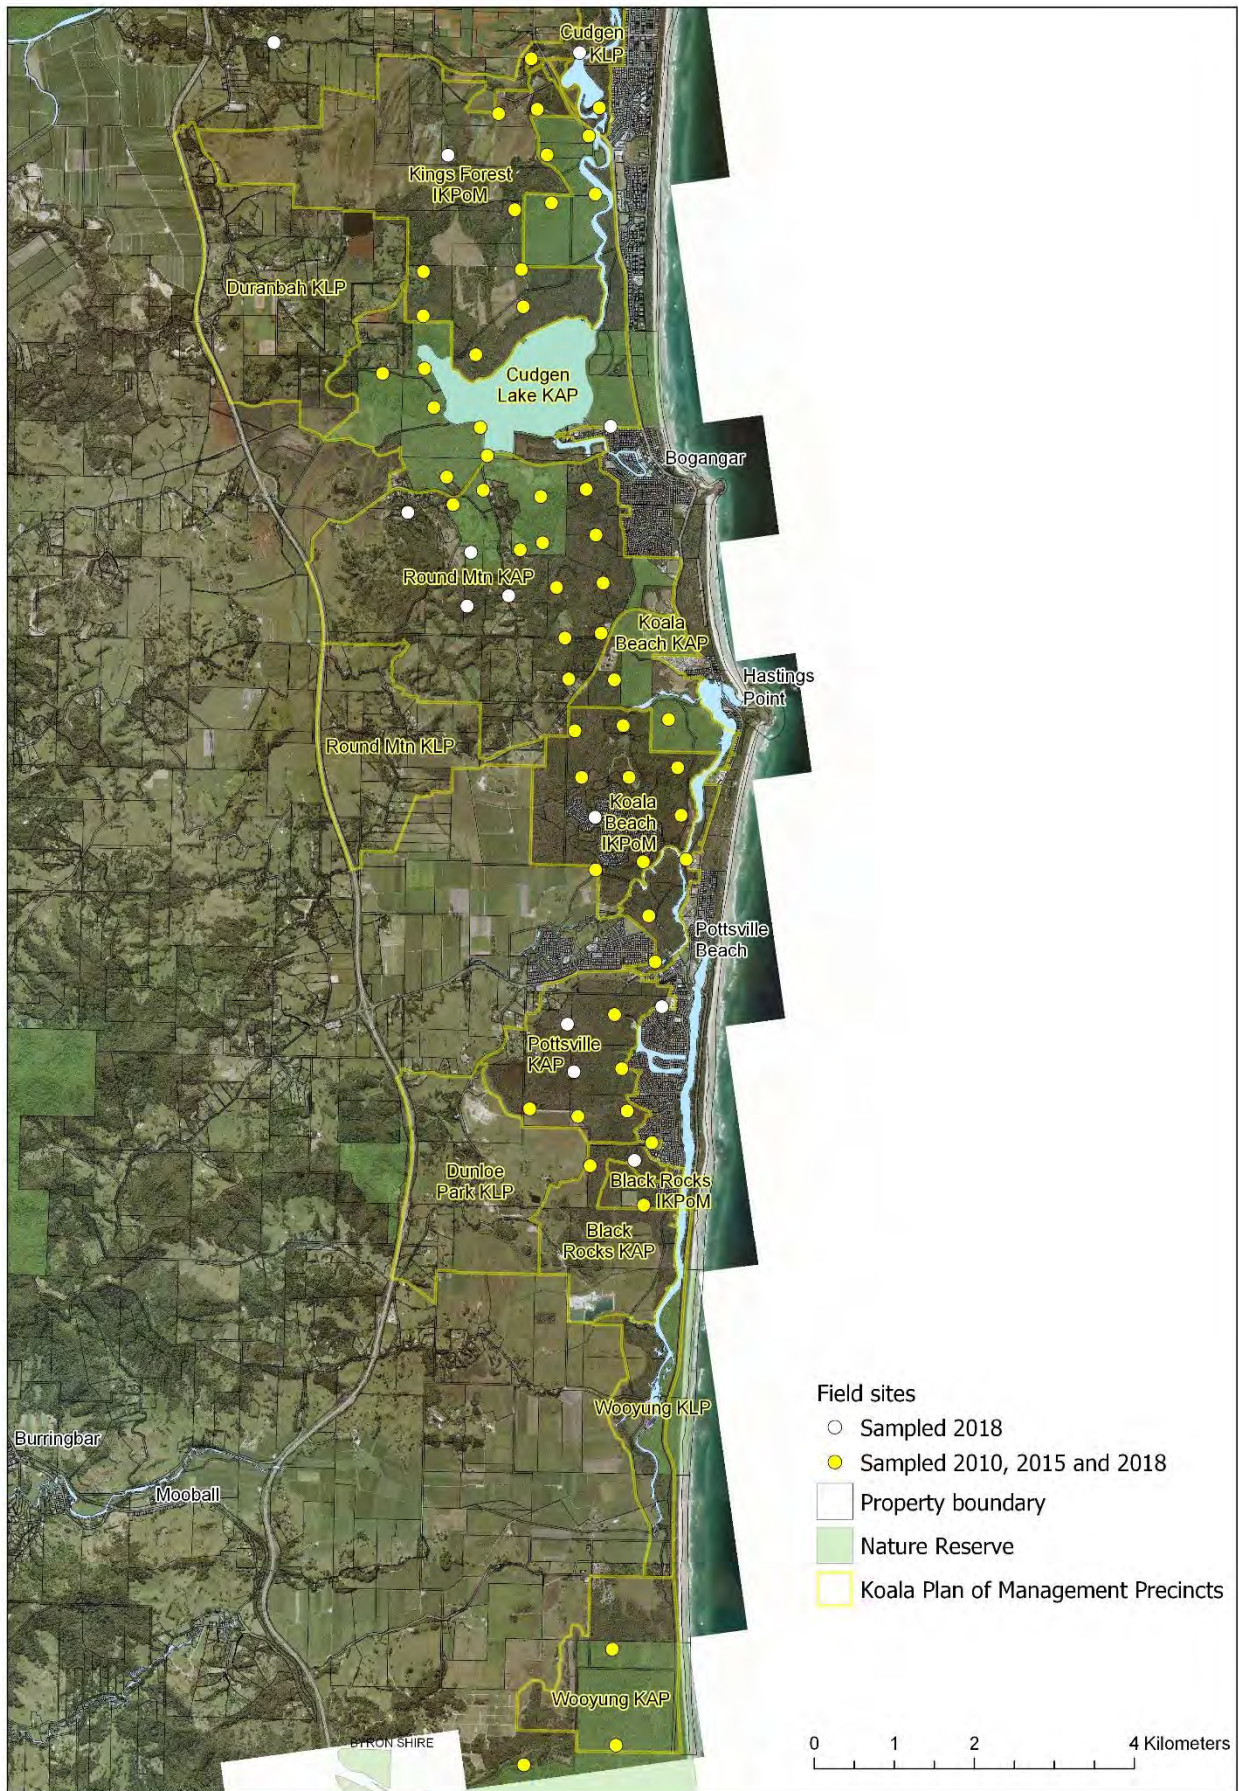 Cudgen
KLP
Kings Forest
IKPoM
Duranbah KLP
Cudgen
Lake KAP
Bogangar
Round Mtn KAP
Koala
Beach KAP
Hastings
Point
Round Mtn KLP
Koala
Beach
IKPoM
Pottsville
Beach
Pottsville
KAP
Dunloe
Park KLP
Black Rocks
IKPoM
Black
Rocks KAP
Wooyung KLP
Burringbar
Mooball
Wooyung KAP
BYRON SHIRE
Field sites
Sampled 2018
Sampled 2010, 2015 and 2018
Property boundary
Nature Reserve
Koala Plan of Management Precincts
0 1 2 4 Kilometers